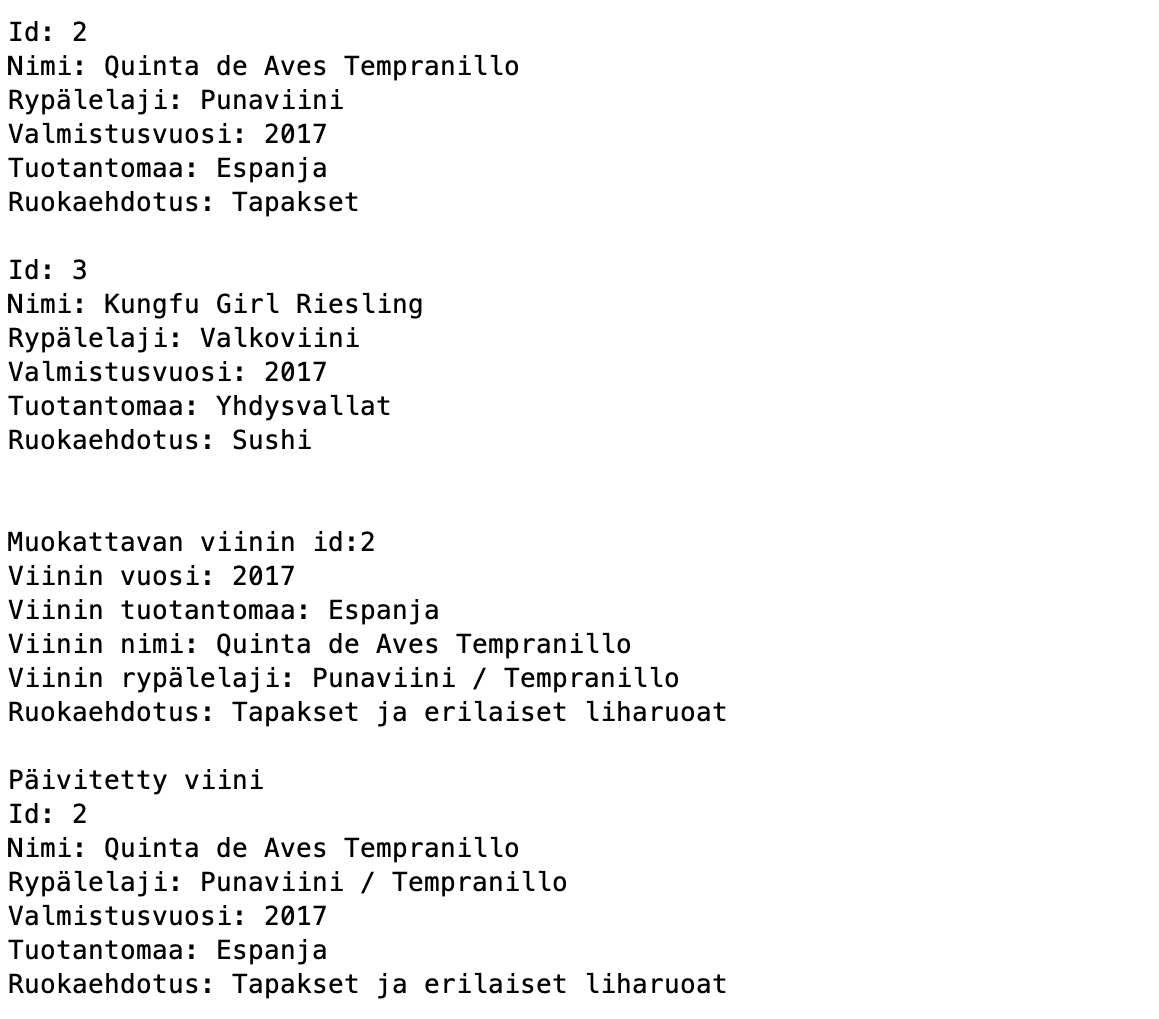 Id: 2
Nimi: Quinta de Aves Tempranillo
Rypälelaji: Punaviini
Valmistusvuosi: 2017
Tuotantomaa: Espanja
Ruokaehdotus: Tapakset
Id: 3
Nimi: Kungfu Girl Riesling
Rypälelaji: Valkoviini
Valmistusvuosi: 2017
Tuotantomaa: Yhdysvallat
Ruokaehdotus: Sushi
Muokattavan viinin id:2
Viinin vuosi: 2017
Viinin tuotantomaa: Espanja
Viinin nimi: Quinta de Aves Tempranillo
Viinin rypälelaji: Punaviini / Tempranillo
Ruokaehdotus: Tapakset ja erilaiset liharuoat
Päivitetty viini
Id: 2
Nimi: Quinta de Aves Tempranillo
Rypälelaji: Punaviini / Tempranillo
Valmistusvuosi: 2017
Tuotantomaa: Espanja
Ruokaehdotus: Tapakset ja erilaiset liharuoat